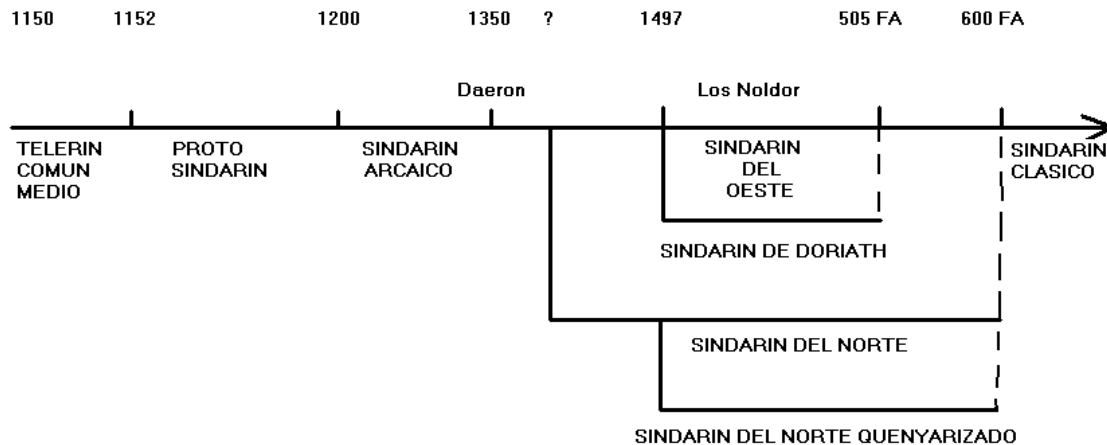 1150 1152 1200 1350 ? 1497 505 FA 600 FA
Daeron Los Noldor
TELERIN
COMUN
MEDIO
PROTO
SINDARIN
SINDARIN
ARCAICO
SINDARIN
DEL
OESTE
SINDARIN
CLASICO
SINDARIN DE DORIATH
SINDARIN DEL NORTE
SINDARIN DEL NORTE QUENYARIZADO